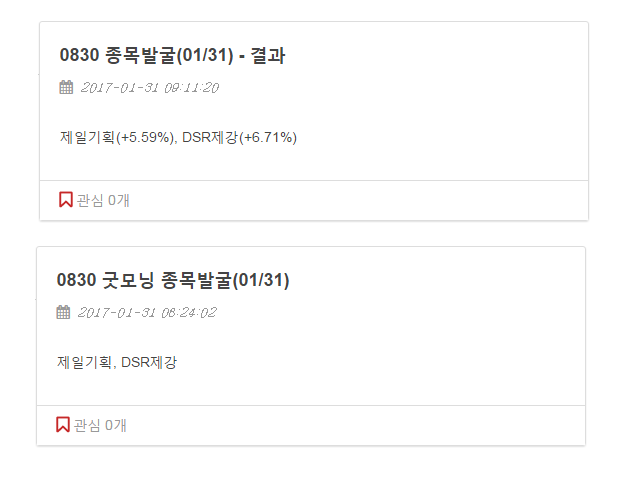 0830 종목발굴(01/31) - 결과
2017-01-31 09:11:20
제일기획(+5.59%), DSR제강(+6.71%)
관심 0개
0830 굿모닝 종목발굴(01/31)
2017-01-31 06:24:02
제일기획, DSR제강
관심 0개